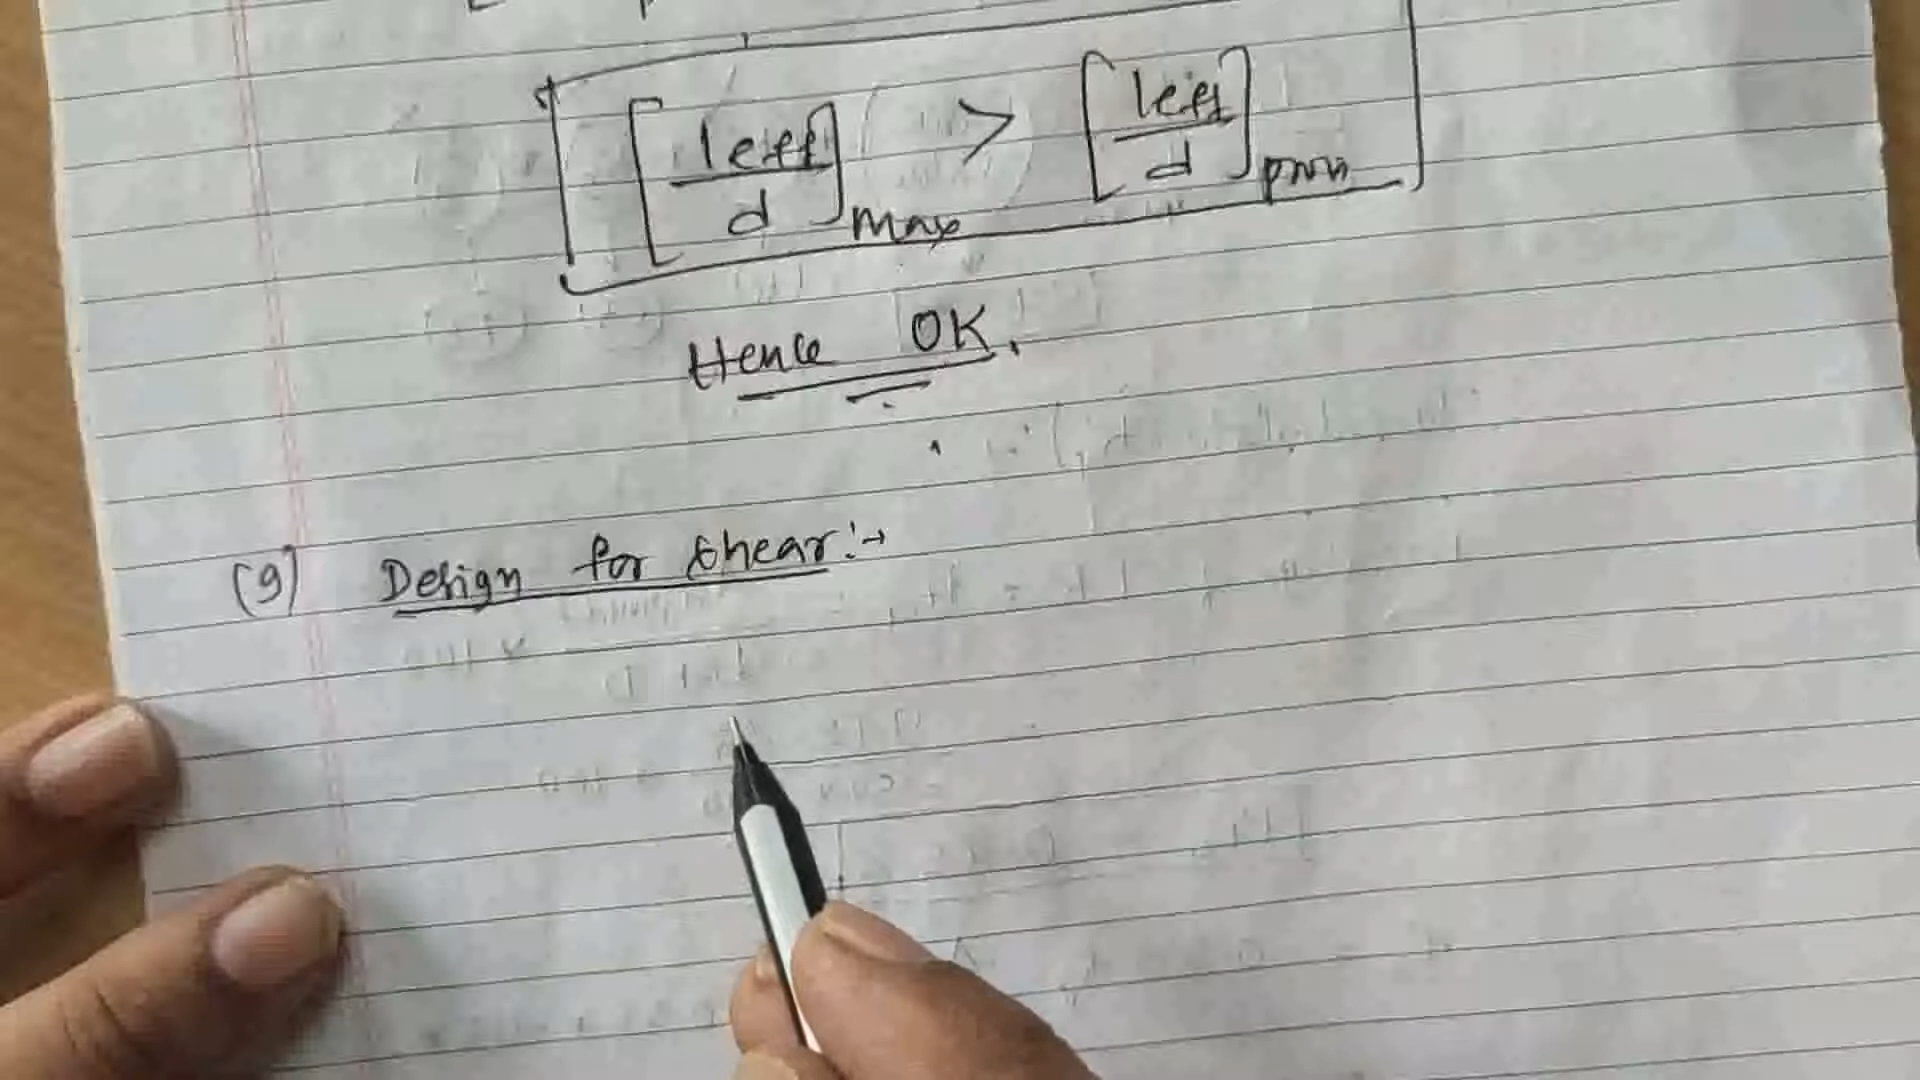 [leff/d]max > [leff/d]prov
Hence OK.
(9) Design for shear:→